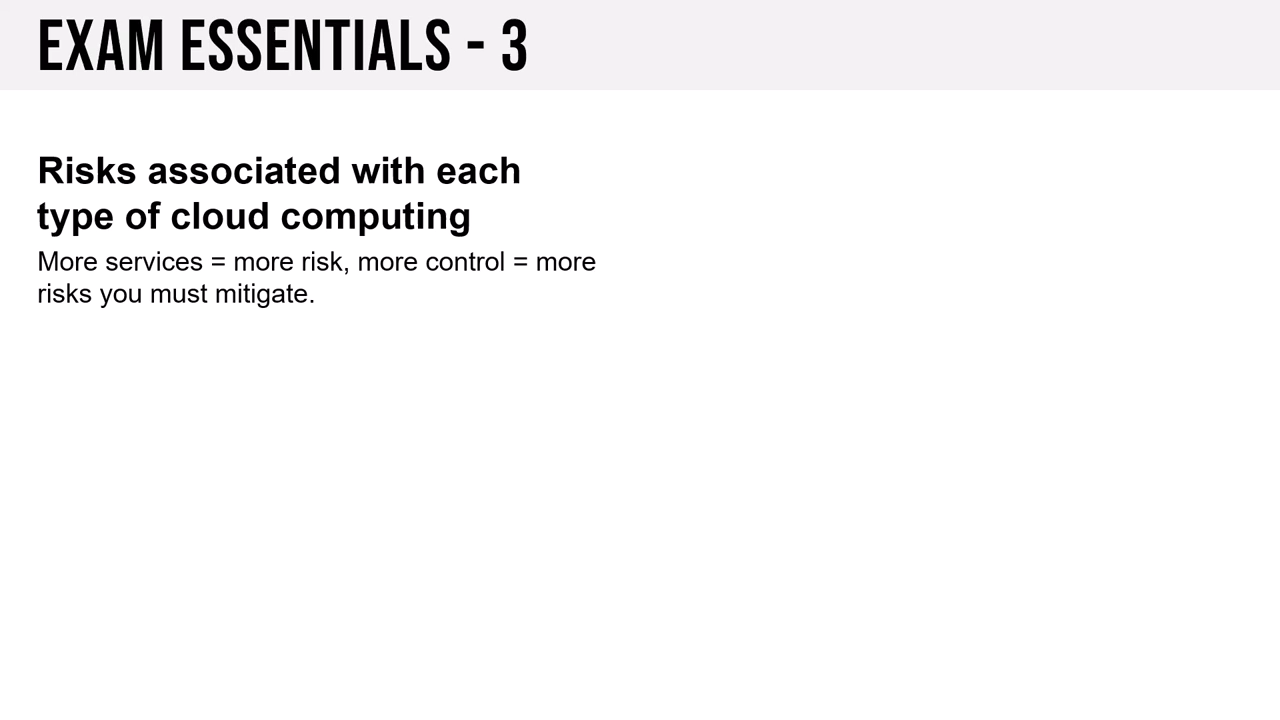 EXAM ESSENTIALS - 3
Risks associated with each
type of cloud computing
More services = more risk, more control = more
risks you must mitigate.